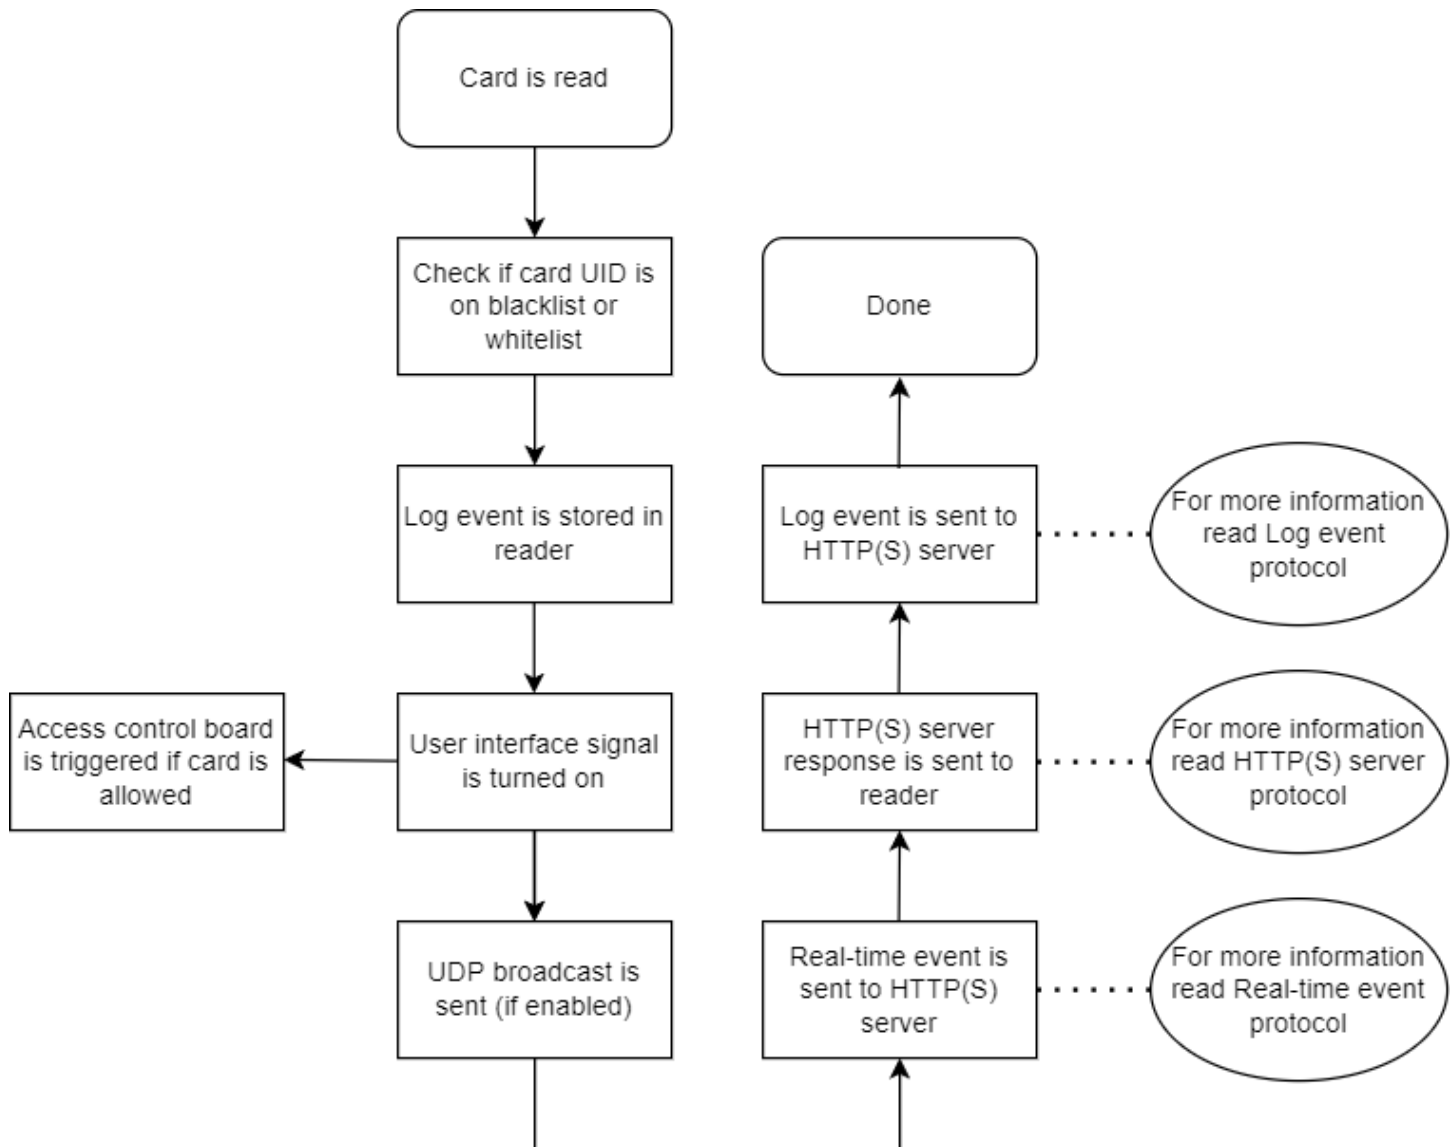 Card is read
Check if card UID is
on blacklist or
whitelist
Log event is stored in
reader
User interface signal
is turned on
Access control board
is triggered if card is
allowed
UDP broadcast is
sent (if enabled)
Real-time event is
sent to HTTP(S)
server
For more information
read Real-time event
protocol
HTTP(S) server
response is sent to
reader
For more information
read HTTP(S) server
protocol
Log event is sent to
HTTP(S) server
For more information
read Log event
protocol
Done